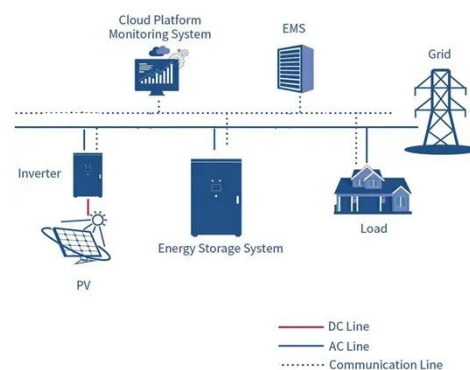 Cloud Platform
Monitoring System
EMS
Grid
Inverter
Energy Storage System
Load
PV
DC Line
AC Line
Communication Line